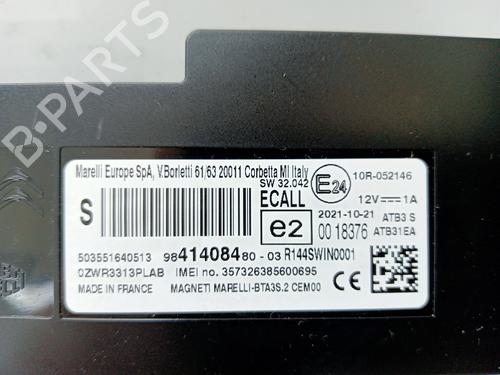 B-PARTS
Marelli Europe SpA, V.Borletti 61/63 20011 Corbetta MI Italy
SW 32.042
E24
10R-052146
S
ECALL
12V 1A
e2
2021-10-21
ATB3 S
00 18376
ATB31EA
503551640513
9841408480-03
R144SWIN0001
0ZWR3313PLAB
IMEI no. 357326385600695
MADE IN FRANCE
MAGNETI MARELLI-BTA3S.2 CEM00